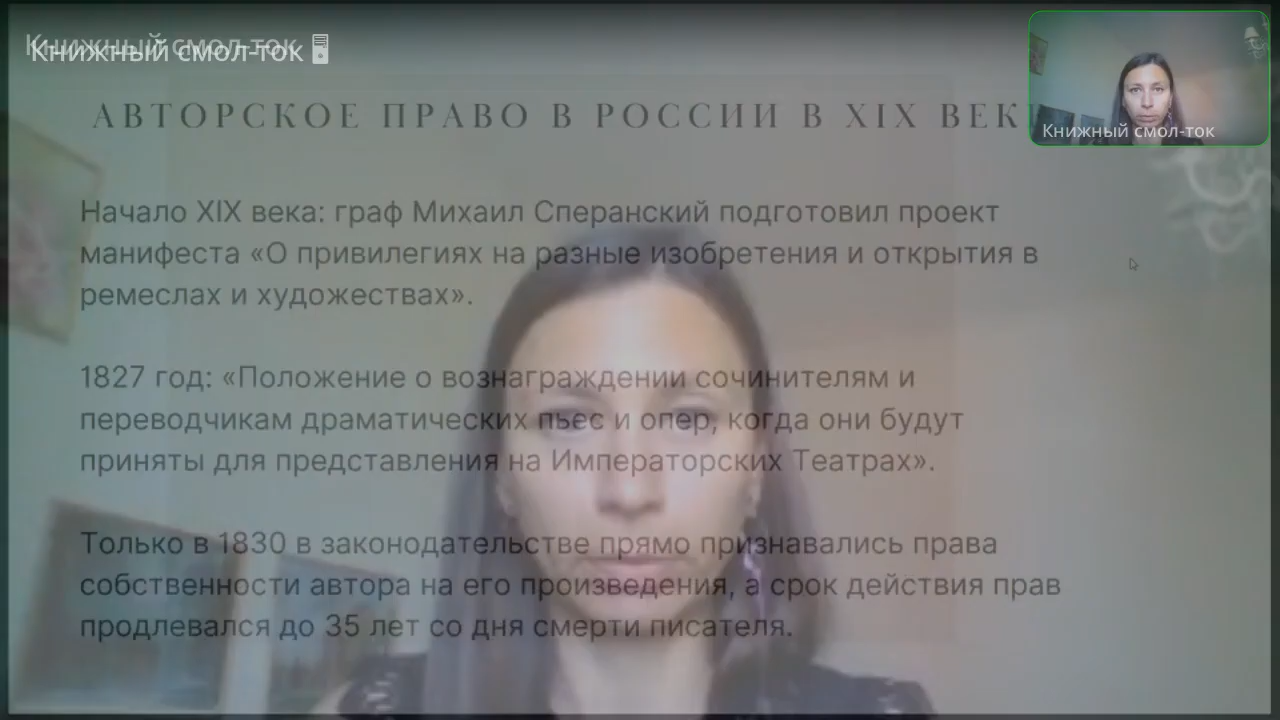 Книжный смол-ток
Книжный смол-ток
Книжный смол-ток
АВТОРСКОЕ ПРАВО В РОССИИ В XIX
Начало XIX века: граф Михаил Сперанский подготовил проект
манифеста «О привилегиях на разные изобретения и открытия в
ремеслах и художествах».
1827 год: «Положение о вознаграждении сочинителям и
переводчикам драматических пьес и опер, когда они будут
приняты для представления на Императорских Театрах».
Только в 1830 в законодательстве прямо признавались права
собственности автора на его произведения, а срок действия прав
продлевался до 35 лет со дня смерти писателя.